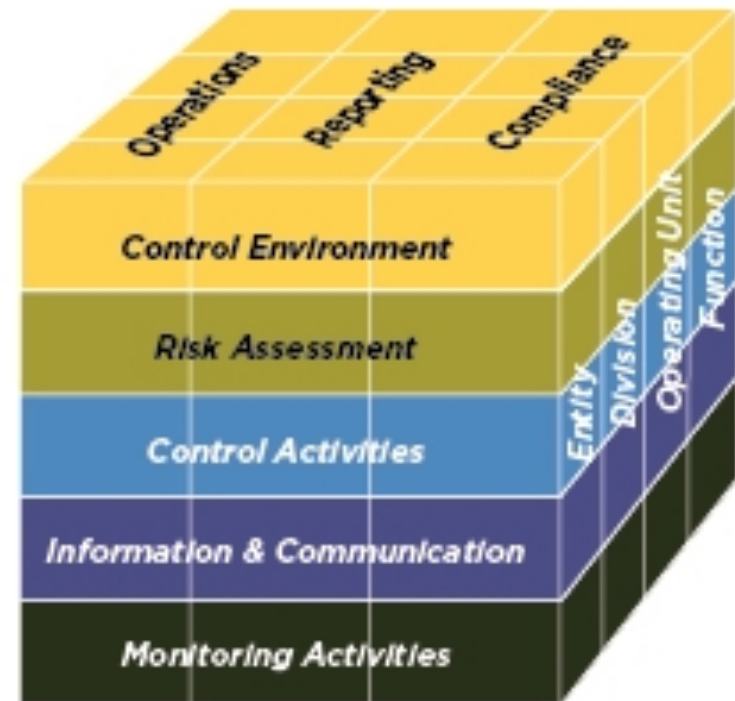 Operations
Reporting
Compliance
Control Environment
Risk Assessment
Control Activities
Information & Communication
Monitoring Activities
Entity
Division
Operating Unit
Function